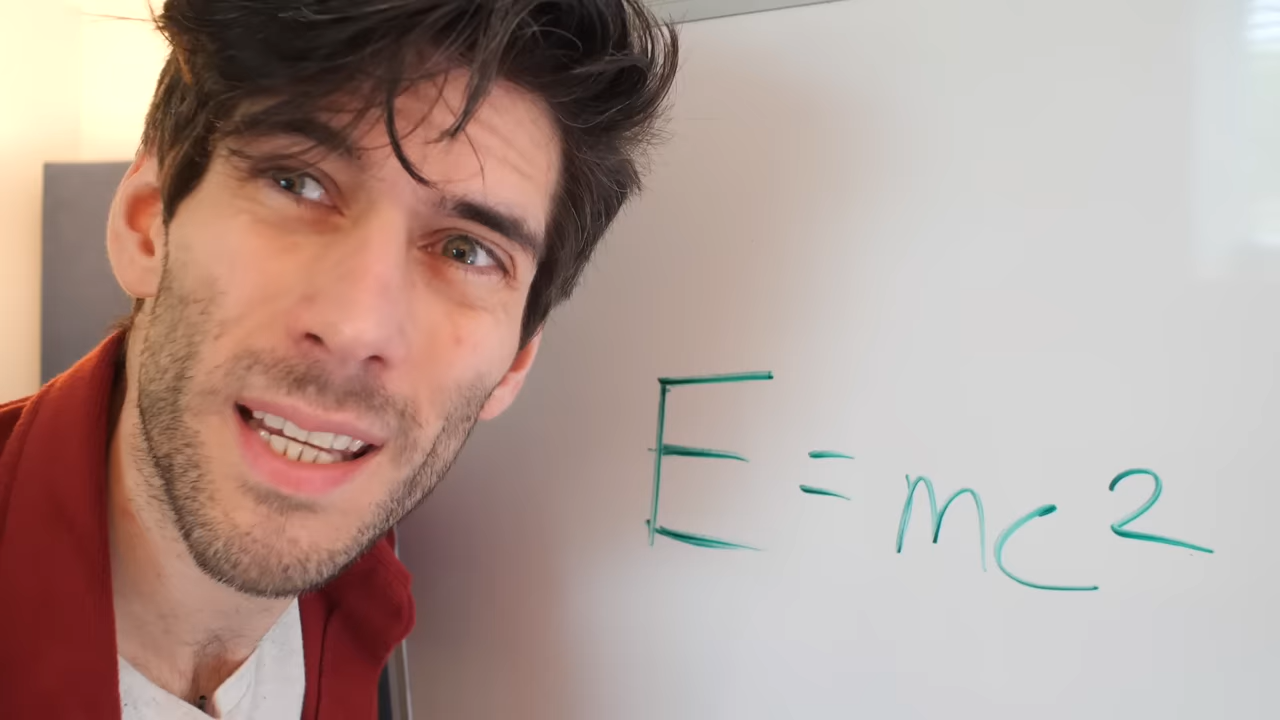 E = mc²